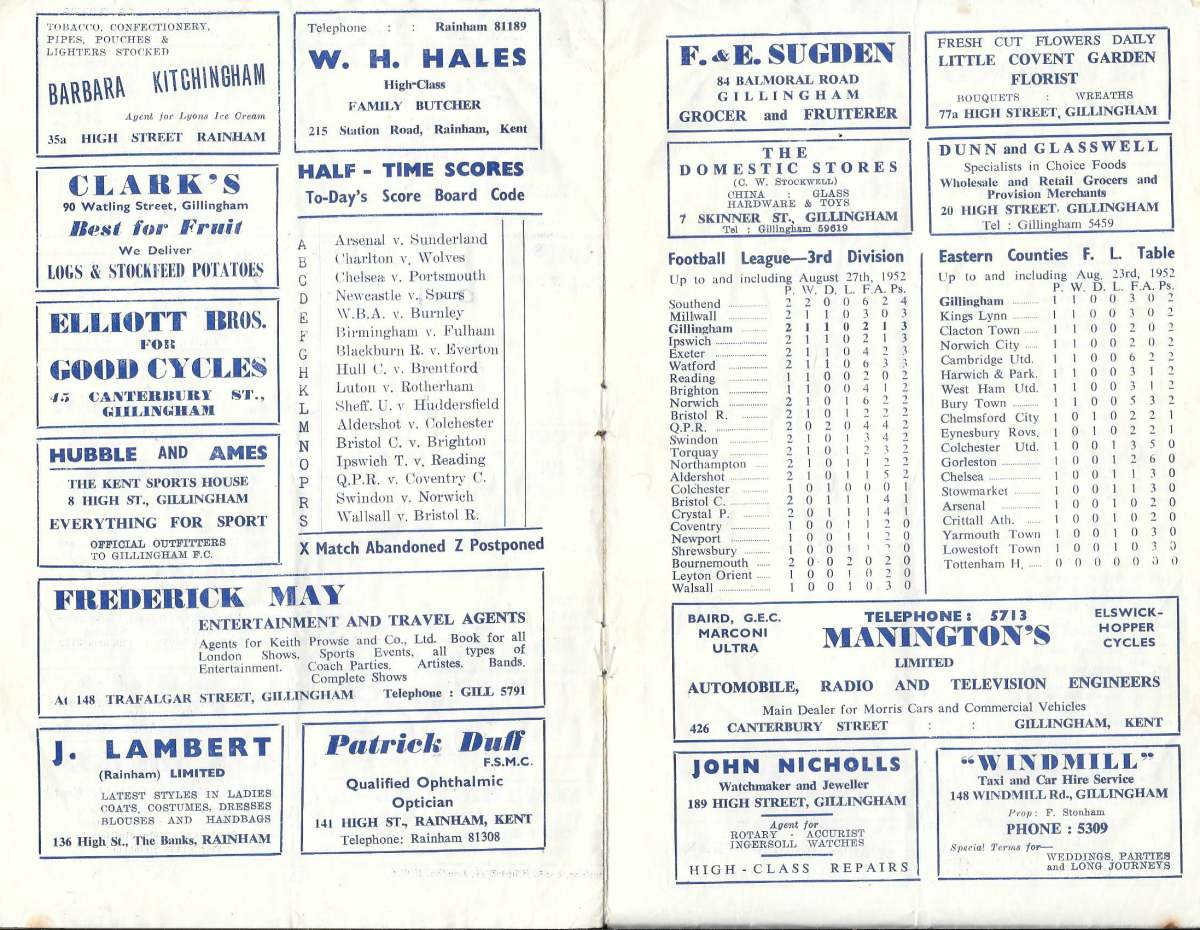 TOBACCO, CONFECTIONERY,
PIPES, POUCHES &
LIGHTERS STOCKED
BARBARA KITCHINGHAM
Agent for Lyons Ice Cream
35a HIGH STREET RAINHAM
Telephone : : Rainham 81189
W. H. HALES
High-Class
FAMILY BUTCHER
215 Station Road, Rainham, Kent
CLARK'S
90 Watling Street, Gillingham
Best for Fruit
We Deliver
LOGS & STOCKFEED POTATOES
ELLIOTT BROS.
FOR
GOOD CYCLES
45 CANTERBURY ST.,
GILLINGHAM
HUBBLE AND AMES
THE KENT SPORTS HOUSE
8 HIGH ST., GILLINGHAM
EVERYTHING FOR SPORT
OFFICIAL OUTFITTERS
TO GILLINGHAM F.C.
HALF - TIME SCORES
To-Day's Score Board Code
A Arsenal v. Sunderland
B Charlton v. Wolves
C Chelsea v. Portsmouth
D Newcastle v. Spurs
E W.B.A. v. Burnley
F Birmingham v. Fulham
G Blackburn R. v. Everton
H Hull C. v. Brentford
K Luton v. Rotherham
L Sheff. U. v Huddersfield
M Aldershot v. Colchester
N Bristol C. v. Brighton
O Ipswich T. v. Reading
P Q.P.R. v. Coventry C.
R Swindon v. Norwich
S Wallsall v. Bristol R.
X Match Abandoned Z Postponed
FREDERICK MAY
ENTERTAINMENT AND TRAVEL AGENTS
Agents for Keith Prowse and Co., Ltd. Book for all
London Shows, Sports Events, all types of
Entertainment. Coach Parties. Artistes. Bands.
Complete Shows
At 148 TRAFALGAR STREET, GILLINGHAM Telephone : GILL 5791
J. LAMBERT
(Rainham) LIMITED
LATEST STYLES IN LADIES
COATS, COSTUMES, DRESSES
BLOUSES AND HANDBAGS
136 High St., The Banks, RAINHAM
Patrick Duff
F.S.M.C.
Qualified Ophthalmic
Optician
141 HIGH ST., RAINHAM, KENT
Telephone: Rainham 81308
F. & E. SUGDEN
84 BALMORAL ROAD
GILLINGHAM
GROCER and FRUITERER
FRESH CUT FLOWERS DAILY
LITTLE COVENT GARDEN
FLORIST
BOUQUETS : WREATHS
77a HIGH STREET, GILLINGHAM
THE
DOMESTIC STORES
(C. W. STOCKWELL)
CHINA : GLASS
HARDWARE & TOYS
7 SKINNER ST., GILLINGHAM
Tel : Gillingham 59619
DUNN and GLASSWELL
Specialists in Choice Foods
Wholesale and Retail Grocers and
Provision Merchants
20 HIGH STREET, GILLINGHAM
Tel : Gillingham 5459
Football League—3rd Division
Up to and including August 27th, 1952
P. W. D. L. F. A. Ps.
Southend 2 2 0 0 6 2 4
Millwall 2 1 1 0 3 0 3
Gillingham 2 1 1 0 2 1 3
Ipswich 2 1 1 0 2 1 3
Exeter 2 1 1 0 4 2 3
Watford 2 1 1 0 6 3 3
Reading 1 1 0 0 2 0 2
Brighton 1 1 0 0 4 1 2
Norwich 2 1 0 1 6 2 2
Bristol R. 2 1 0 1 2 2 2
Q.P.R. 2 0 2 0 4 4 2
Swindon 2 1 0 1 3 4 2
Torquay 2 1 0 1 2 3 2
Northampton 2 1 0 1 2 2
Aldershot 2 1 0 1 5 2
Colchester 1 0 1 0 0 0 1
Bristol C. 2 0 1 1 4 1
Crystal P. 2 0 1 1 4 1
Coventry 1 0 0 1 2 0
Newport 1 0 0 1 2 0
Shrewsbury 1 0 0 1 2 0
Bournemouth 2 0 0 2 0 2 0
Leyton Orient 1 0 0 1 0 2 0
Walsall 1 0 0 1 0 3 0
Eastern Counties F. L. Table
Up to and including Aug. 23rd, 1952
P. W. D. L. F. A. Ps.
Gillingham 1 1 0 0 3 0 2
Kings Lynn 1 1 0 0 3 0 2
Clacton Town 1 1 0 0 2 0 2
Norwich City 1 1 0 0 2 0 2
Cambridge Utd. 1 1 0 0 6 2 2
Harwich & Park. 1 1 0 0 3 1 2
West Ham Utd. 1 1 0 0 3 1 2
Bury Town 1 1 0 0 5 3 2
Chelmsford City 1 0 1 0 2 2 1
Eynesbury Rovs. 1 0 1 0 2 2 1
Colchester Utd. 1 0 0 1 3 5 0
Gorleston 1 0 0 1 2 6 0
Chelsea 1 0 0 1 1 3 0
Stowmarket 1 0 0 1 1 3 0
Arsenal 1 0 0 1 0 2 0
Crittall Ath. 1 0 0 1 0 2 0
Yarmouth Town 1 0 0 1 0 3 0
Lowestoft Town 1 0 0 1 0 3 0
Tottenham H. 0 0 0 0 0 0 0
BAIRD, G.E.C.
MARCONI
ULTRA
TELEPHONE: 5713
MANINGTON'S
LIMITED
ELSWICK-
HOPPER
CYCLES
AUTOMOBILE, RADIO AND TELEVISION ENGINEERS
Main Dealer for Morris Cars and Commercial Vehicles
426 CANTERBURY STREET : : GILLINGHAM, KENT
JOHN NICHOLLS
Watchmaker and Jeweller
189 HIGH STREET, GILLINGHAM
Agent for
ROTARY - ACCURIST
INGERSOLL WATCHES
HIGH-CLASS REPAIRS
"WINDMILL"
Taxi and Car Hire Service
148 WINDMILL Rd., GILLINGHAM
Prop: F. Stonham
PHONE : 5309
Special Terms for—
WEDDINGS, PARTIES
and LONG JOURNEYS